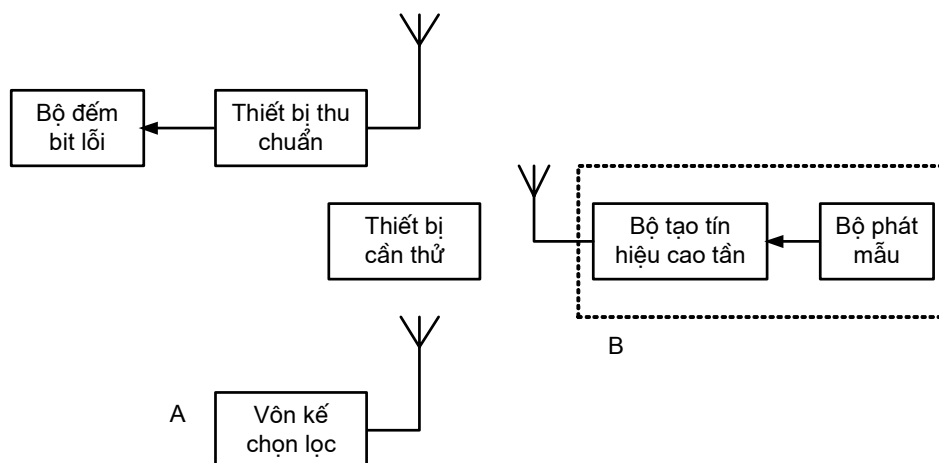 Bộ đếm
bit lỗi
Thiết bị thu
chuẩn
Thiết bị
cần thử
Bộ tạo tín
hiệu cao tần
Bộ phát
mẫu
B
A
Vôn kế
chọn lọc